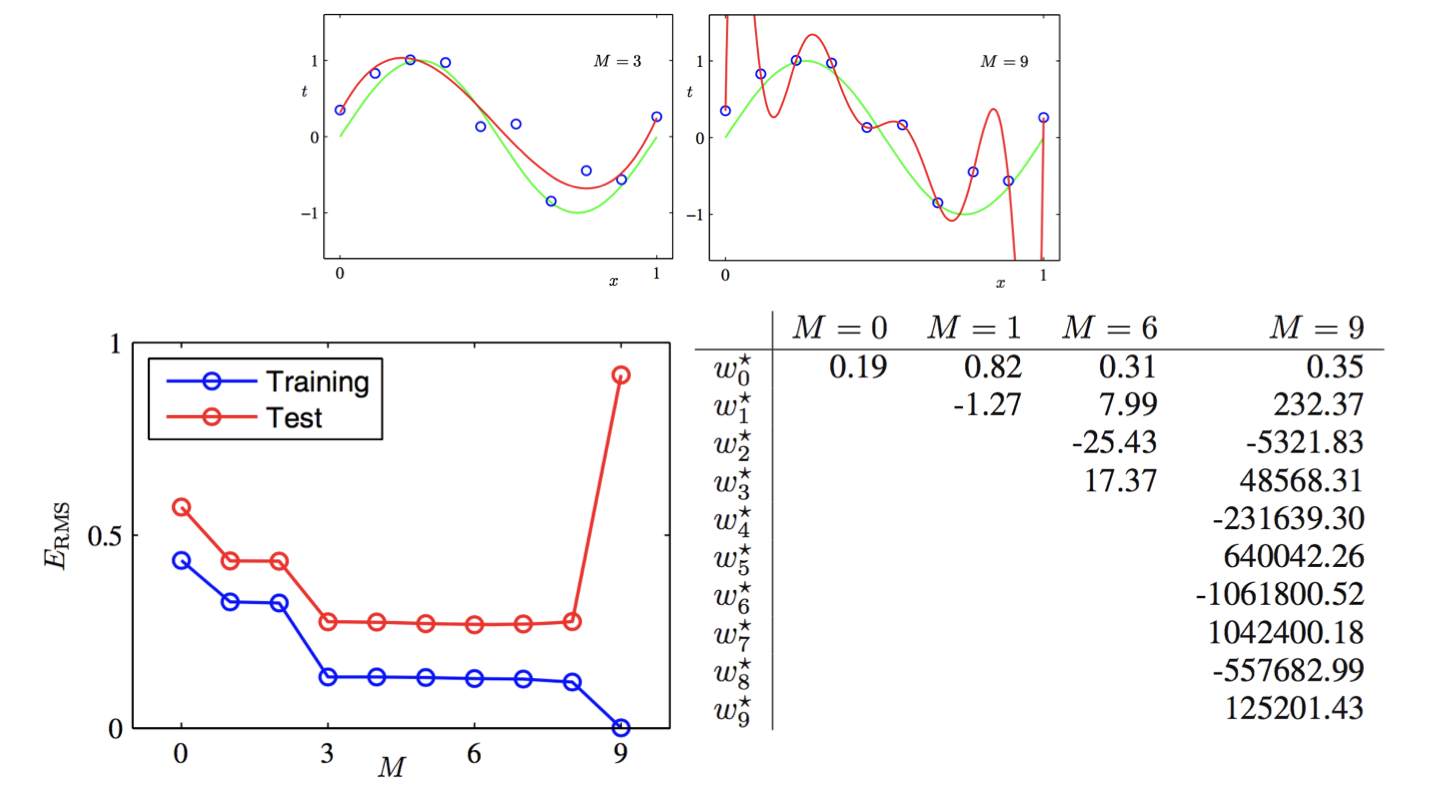 M = 3
1
t
0
−1
0
x
1
M = 9
1
t
0
−1
0
x
1
1
Training
Test
0.5
E_RMS
0
0 3 6 9
M
M = 0 M = 1 M = 6 M = 9
w₀⋆ 0.19 0.82 0.31 0.35
w₁⋆ -1.27 7.99 232.37
w₂⋆ -25.43 -5321.83
w₃⋆ 17.37 48568.31
w₄⋆ -231639.30
w₅⋆ 640042.26
w₆⋆ -1061800.52
w₇⋆ 1042400.18
w₈⋆ -557682.99
w₉⋆ 125201.43